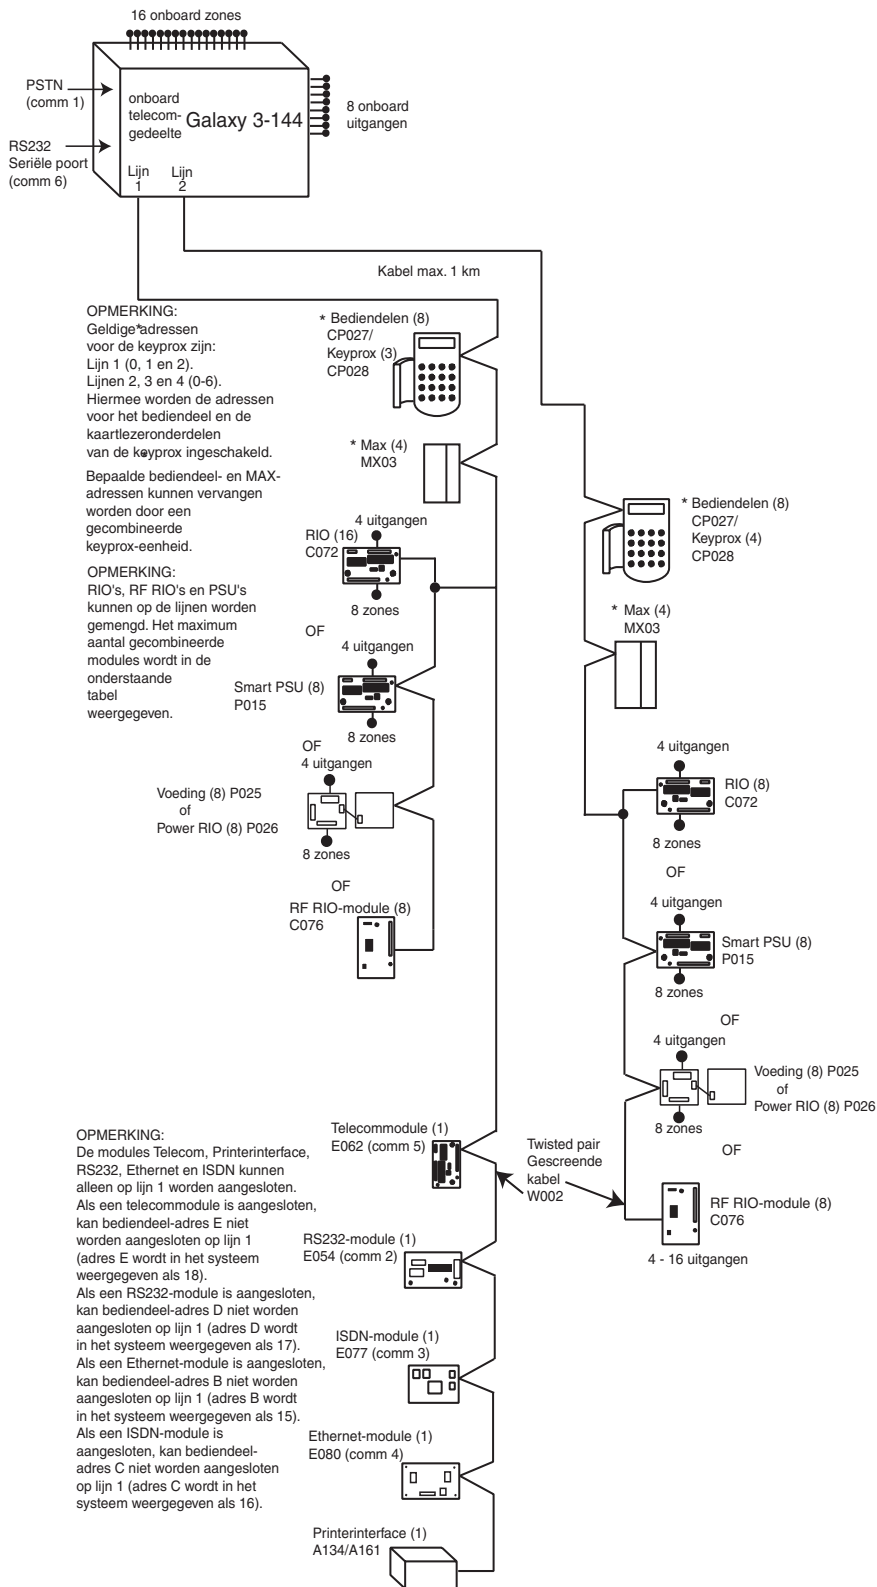 16 onboard zones
PSTN
(comm 1)
RS232
Seriële poort
(comm 6)
onboard
telecom-
gedeelte
Galaxy 3-144
Lijn
1
Lijn
2
8 onboard
uitgangen
Kabel max. 1 km
OPMERKING:
Geldige*adressen
voor de keyprox zijn:
Lijn 1 (0, 1 en 2).
Lijnen 2, 3 en 4 (0-6).
Hiermee worden de adressen
voor het bediendeel en de
kaartlezeronderdelen
van de keyprox ingeschakeld.
Bepaalde bediendeel- en MAX-
adressen kunnen vervangen
worden door een
gecombineerde
keyprox-eenheid.
OPMERKING:
RIO's, RF RIO's en PSU's
kunnen op de lijnen worden
gemengd. Het maximum
aantal gecombineerde
modules wordt in de
onderstaande
tabel
weergegeven.
* Bediendelen (8)
CP027/
Keyprox (3)
CP028
* Max (4)
MX03
4 uitgangen
RIO (16)
C072
8 zones
OF
4 uitgangen
Smart PSU (8)
P015
8 zones
OF
4 uitgangen
Voeding (8) P025
of
Power RIO (8) P026
8 zones
OF
RF RIO-module (8)
C076
* Bediendelen (8)
CP027/
Keyprox (4)
CP028
* Max (4)
MX03
4 uitgangen
RIO (8)
C072
8 zones
OF
4 uitgangen
Smart PSU (8)
P015
8 zones
OF
4 uitgangen
Voeding (8) P025
of
Power RIO (8) P026
8 zones
OF
RF RIO-module (8)
C076
4 - 16 uitgangen
Twisted pair
Gescreende
kabel
W002
OPMERKING:
De modules Telecom, Printerinterface,
RS232, Ethernet en ISDN kunnen
alleen op lijn 1 worden aangesloten.
Als een telecommodule is aangesloten,
kan bediendeel-adres E niet
worden aangesloten op lijn 1
(adres E wordt in het systeem
weergegeven als 18).
Als een RS232-module is aangesloten,
kan bediendeel-adres D niet worden
aangesloten op lijn 1 (adres D wordt
in het systeem weergegeven als 17).
Als een Ethernet-module is aangesloten,
kan bediendeel-adres B niet worden
aangesloten op lijn 1 (adres B wordt
in het systeem weergegeven als 15).
Als een ISDN-module is
aangesloten, kan bediendeel-
adres C niet worden aangesloten
op lijn 1 (adres C wordt in het
systeem weergegeven als 16).
Telecommodule (1)
E062 (comm 5)
RS232-module (1)
E054 (comm 2)
ISDN-module (1)
E077 (comm 3)
Ethernet-module (1)
E080 (comm 4)
Printerinterface (1)
A134/A161